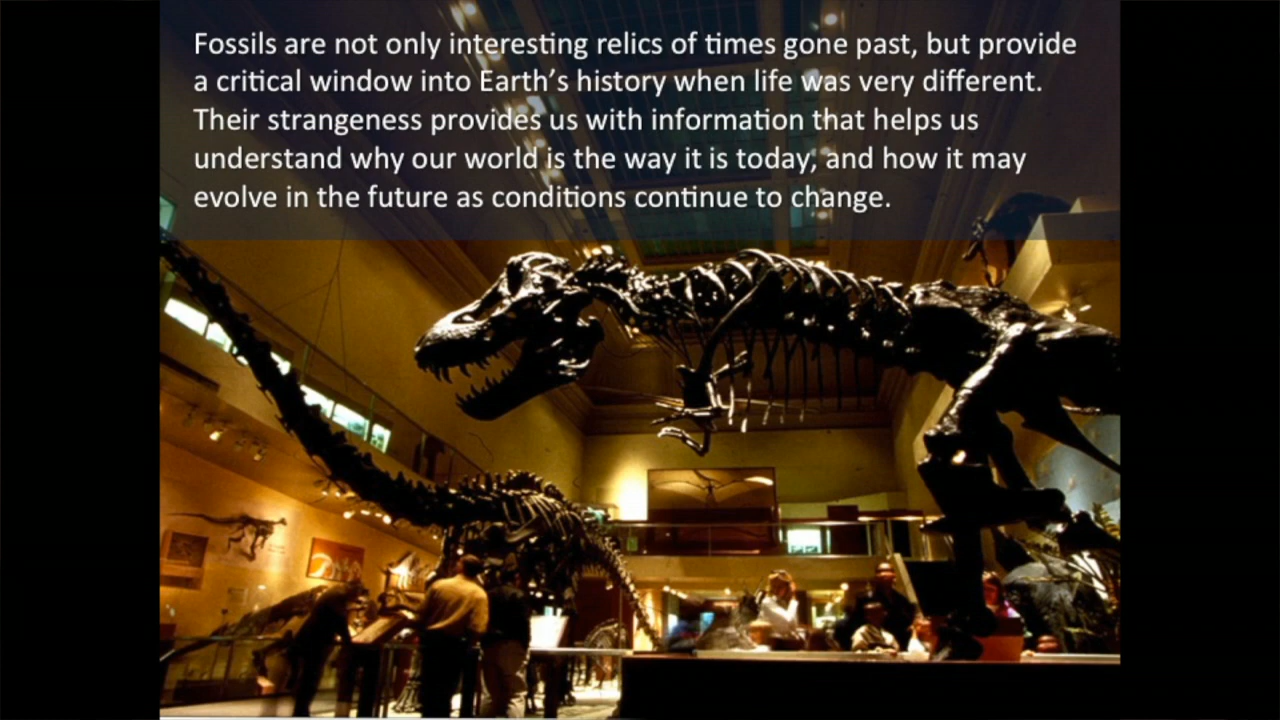 Fossils are not only interesting relics of times gone past, but provide
a critical window into Earth’s history when life was very different.
Their strangeness provides us with information that helps us
understand why our world is the way it is today, and how it may
evolve in the future as conditions continue to change.